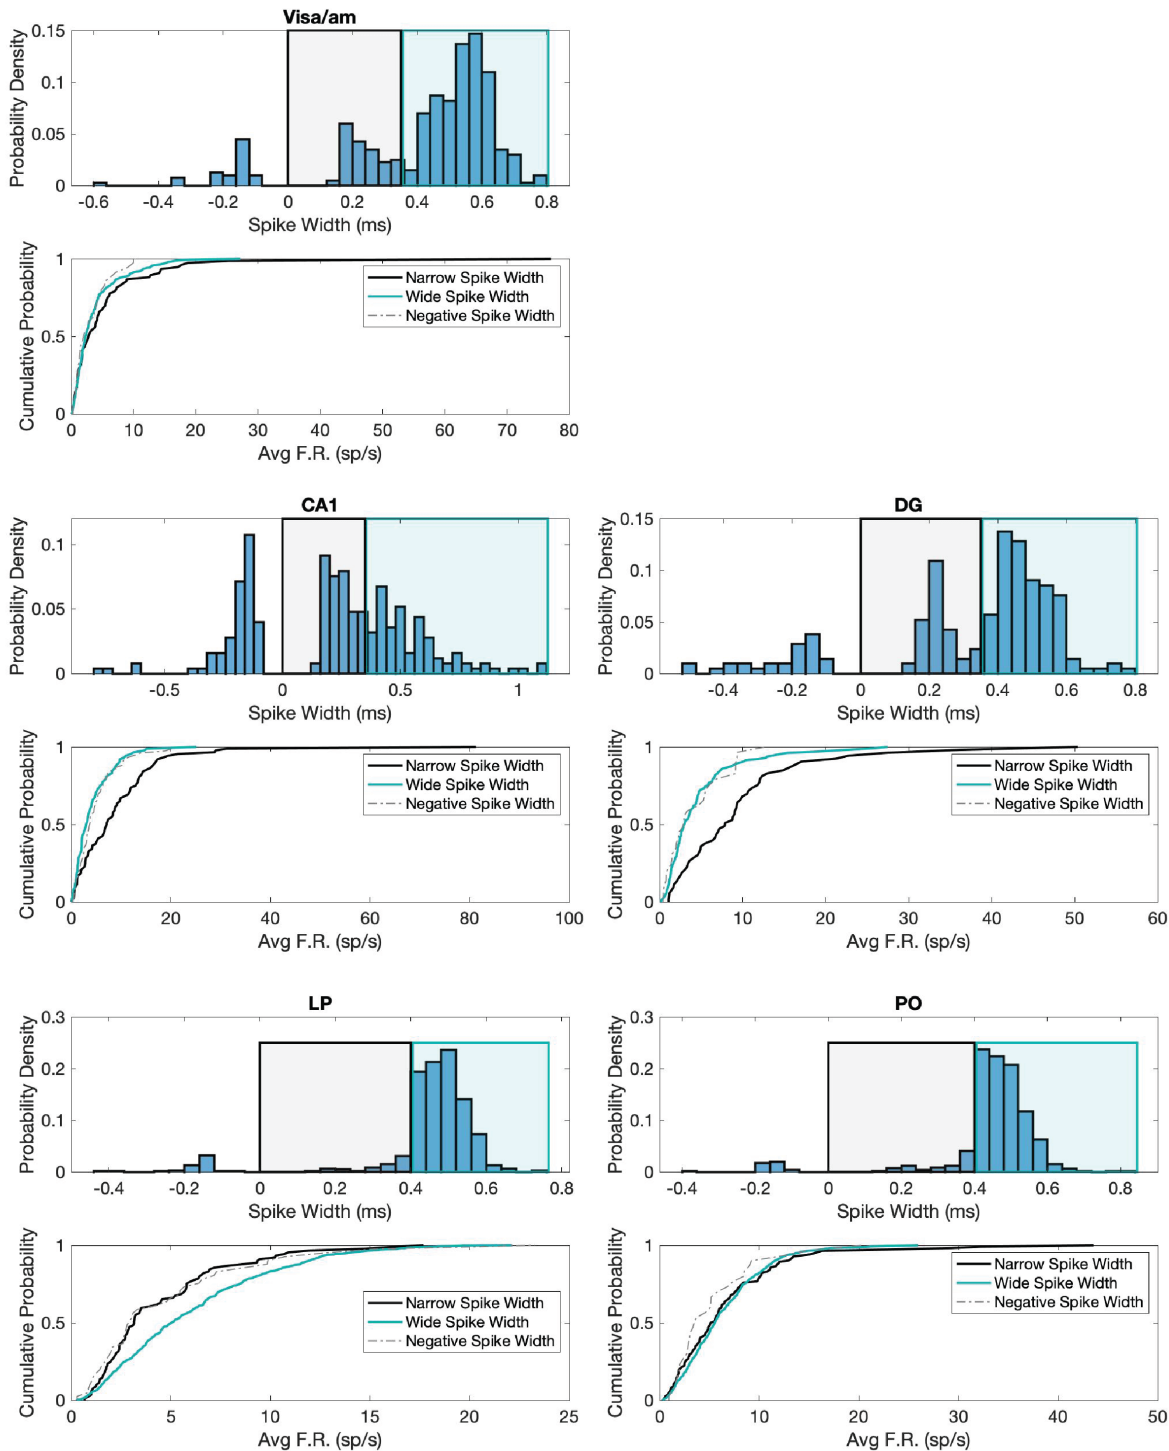 Visa/am
Probability Density
0.15
0.1
0.05
0
-0.6 -0.4 -0.2 0 0.2 0.4 0.6 0.8
Spike Width (ms)
Cumulative Probability
1
0.5
0
Narrow Spike Width
Wide Spike Width
Negative Spike Width
0 10 20 30 40 50 60 70 80
Avg F.R. (sp/s)
CA1
Probability Density
0.1
0.05
0
-0.5 0 0.5 1
Spike Width (ms)
Cumulative Probability
1
0.5
0
Narrow Spike Width
Wide Spike Width
Negative Spike Width
0 20 40 60 80 100
Avg F.R. (sp/s)
DG
Probability Density
0.15
0.1
0.05
0
-0.4 -0.2 0 0.2 0.4 0.6 0.8
Spike Width (ms)
Cumulative Probability
1
0.5
0
Narrow Spike Width
Wide Spike Width
Negative Spike Width
0 10 20 30 40 50 60
Avg F.R. (sp/s)
LP
Probability Density
0.3
0.2
0.1
0
-0.4 -0.2 0 0.2 0.4 0.6 0.8
Spike Width (ms)
Cumulative Probability
1
0.5
0
Narrow Spike Width
Wide Spike Width
Negative Spike Width
0 5 10 15 20 25
Avg F.R. (sp/s)
PO
Probability Density
0.3
0.2
0.1
0
-0.4 -0.2 0 0.2 0.4 0.6 0.8
Spike Width (ms)
Cumulative Probability
1
0.5
0
Narrow Spike Width
Wide Spike Width
Negative Spike Width
0 10 20 30 40 50
Avg F.R. (sp/s)